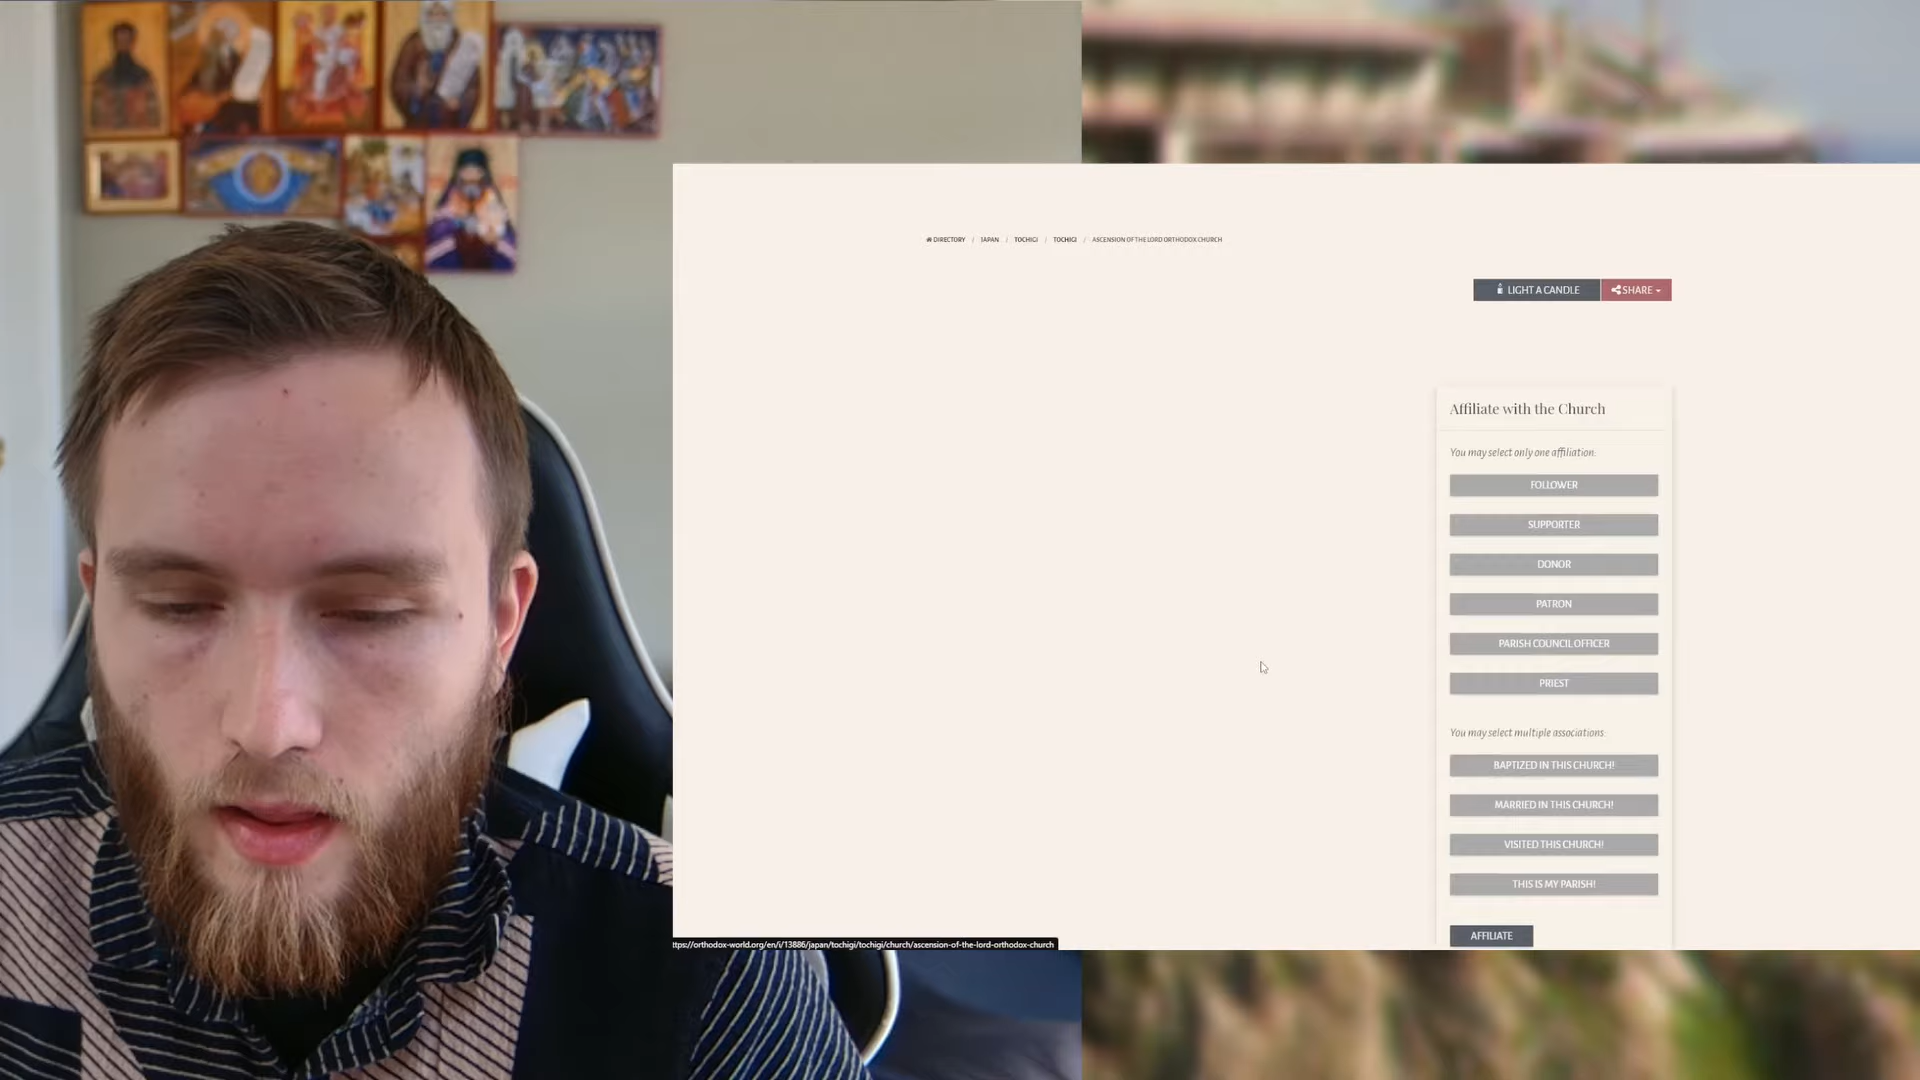 DIRECTORY / JAPAN / TOCHIGI / TOCHIGI / ASCENSION OF THE LORD ORTHODOX CHURCH
LIGHT A CANDLE
SHARE
Affiliate with the Church
You may select only one affiliation.
FOLLOWER
SUPPORTER
DONOR
PATRON
PARISH COUNCIL OFFICER
PRIEST
You may select multiple associations.
BAPTIZED IN THIS CHURCH!
MARRIED IN THIS CHURCH!
VISITED THIS CHURCH!
THIS IS MY PARISH!
AFFILIATE
ttps://orthodox-world.org/en/i/13886/japan/tochigi/tochigi/church/ascension-of-the-lord-orthodox-church